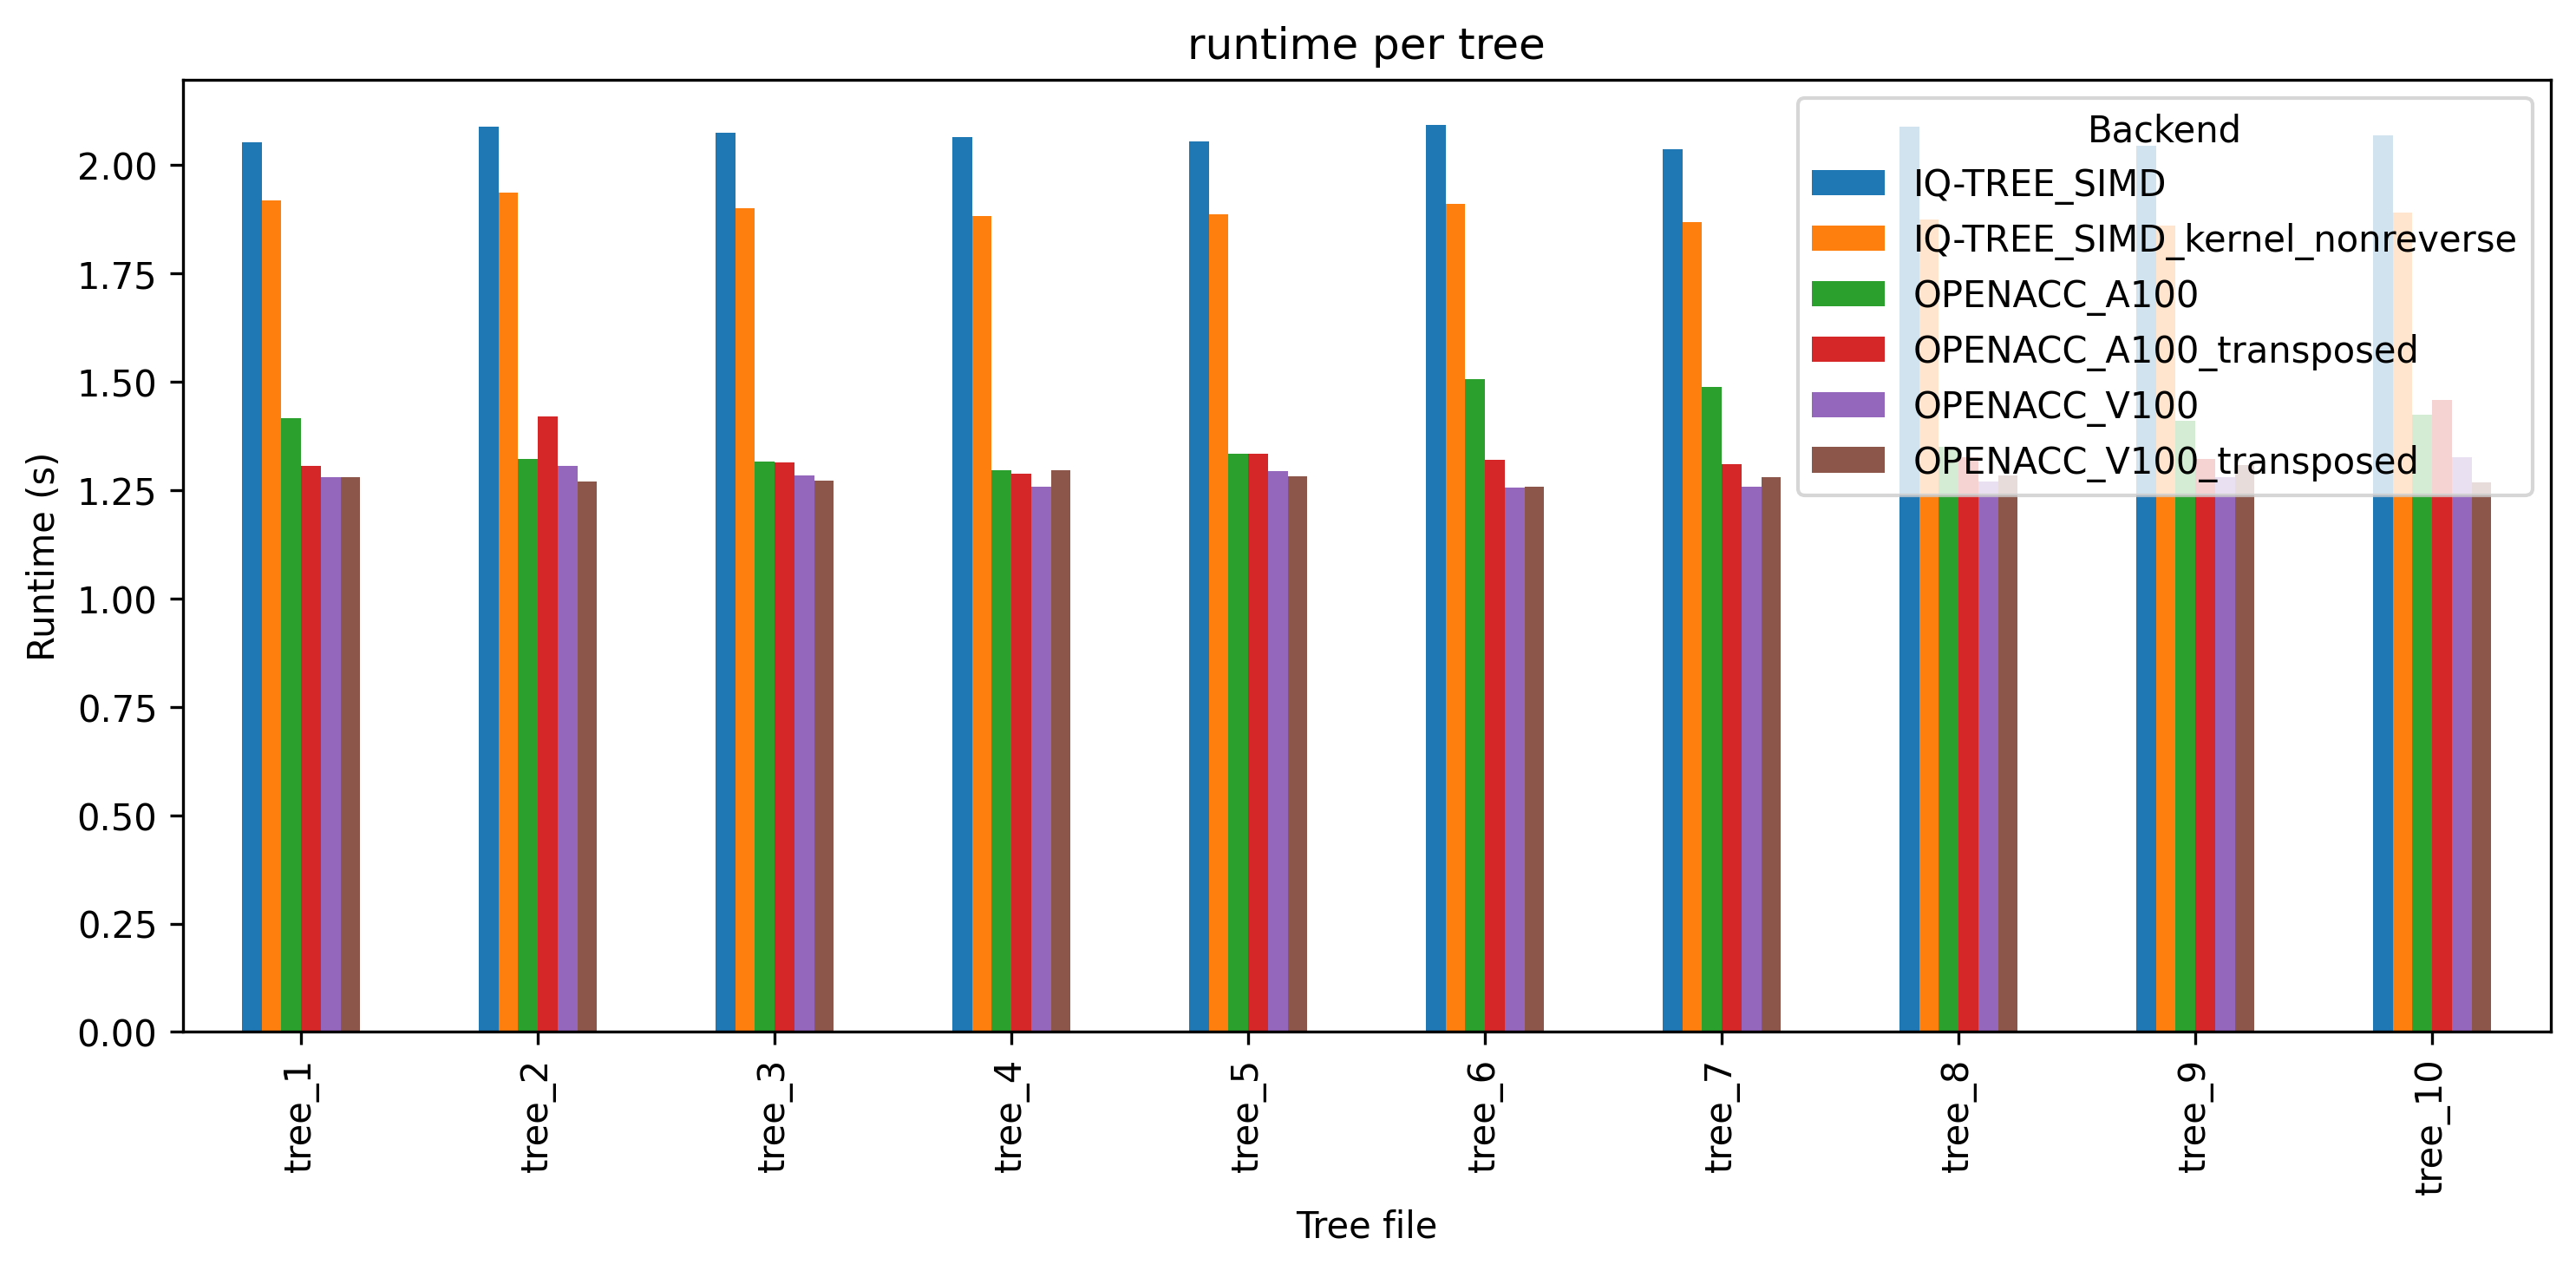 runtime per tree
Backend
IQ-TREE_SIMD
IQ-TREE_SIMD_kernel_nonreverse
OPENACC_A100
OPENACC_A100_transposed
OPENACC_V100
OPENACC_V100_transposed
Runtime (s)
2.00
1.75
1.50
1.25
1.00
0.75
0.50
0.25
0.00
tree_1
tree_2
tree_3
tree_4
tree_5
tree_6
tree_7
tree_8
tree_9
tree_10
Tree file